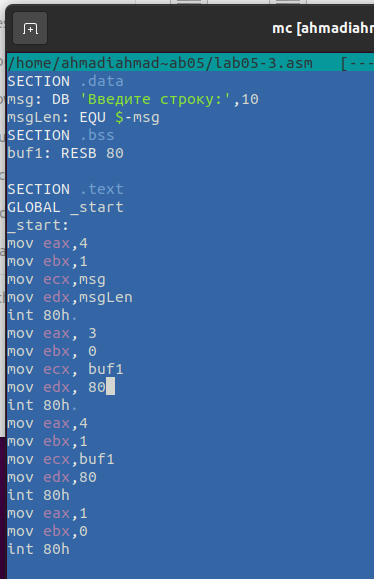 mc [ahmadiahm
/home/ahmadiahmad-ab05/lab05-3.asm [---
SECTION .data
msg: DB 'Введите строку:',10
msgLen: EQU $-msg
SECTION .bss
buf1: RESB 80
SECTION .text
GLOBAL _start
_start:
mov eax,4
mov ebx,1
mov ecx,msg
mov edx,msgLen
int 80h.
mov eax, 3
mov ebx, 0
mov ecx, buf1
mov edx, 80
int 80h.
mov eax,4
mov ebx,1
mov ecx,buf1
mov edx,80
int 80h
mov eax,1
mov ebx,0
int 80h